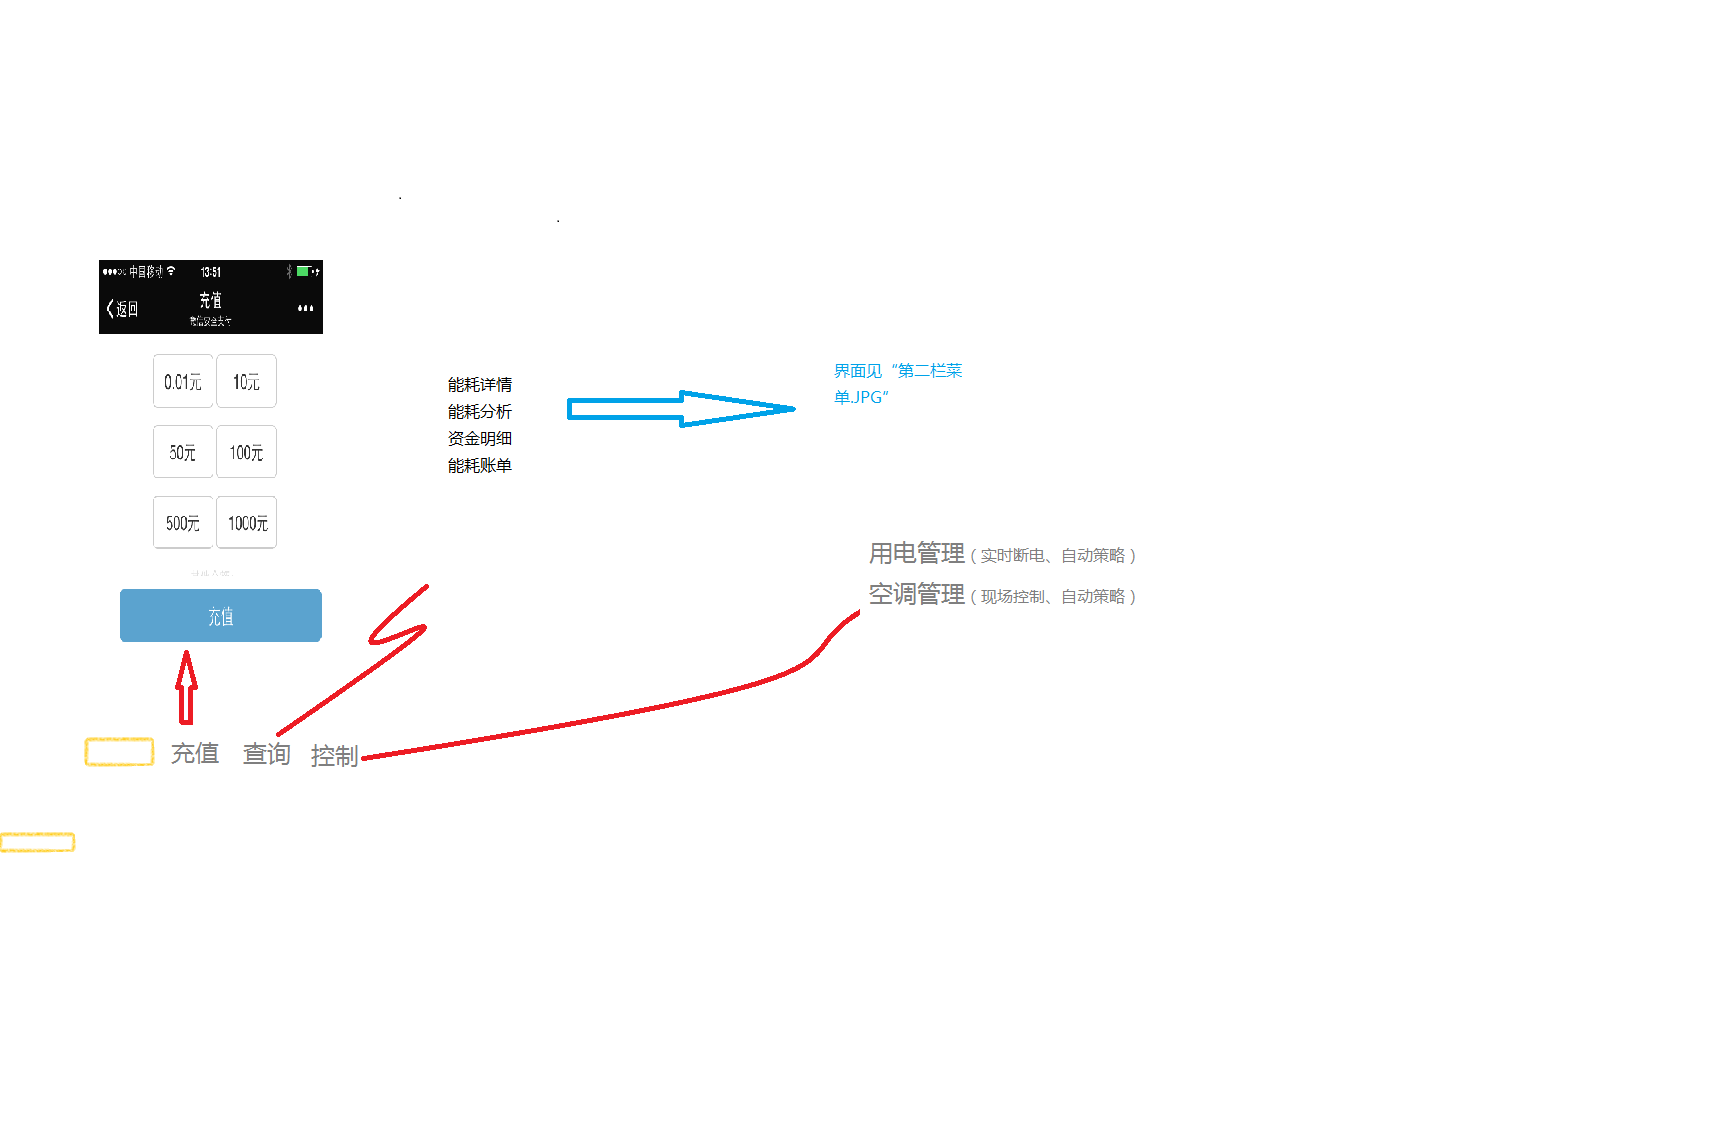 中国移动 13:51
返回 充值
微信安全支付
0.01元 10元
50元 100元
500元 1000元
充值
能耗详情
能耗分析
资金明细
能耗账单
界面见“第二栏菜
单.JPG”
用电管理（实时断电、自动策略）
空调管理（现场控制、自动策略）
充值 查询 控制